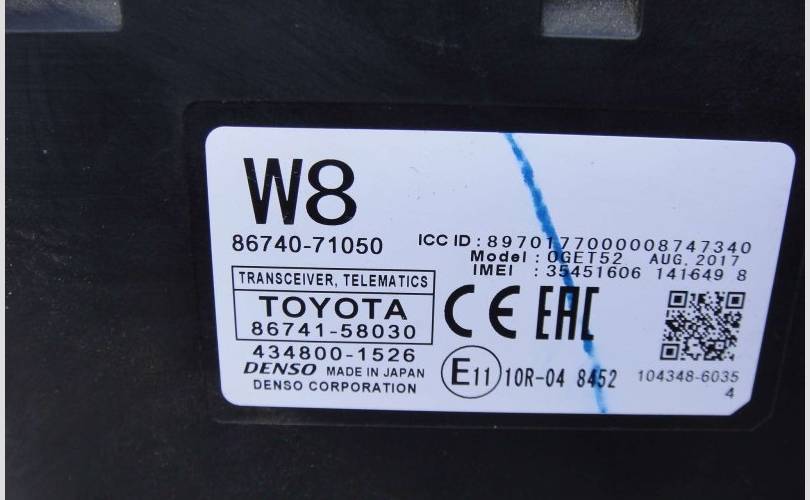 W8
86740-71050
ICC ID : 8970177000008747340
Model : OGET52 AUG, 2017
IMEI : 35451606 141649 8
TRANSCEIVER, TELEMATICS
TOYOTA
86741-58030
434800-1526
DENSO MADE IN JAPAN
DENSO CORPORATION
CE EAC
E11 10R-04 8452
104348-6035
4